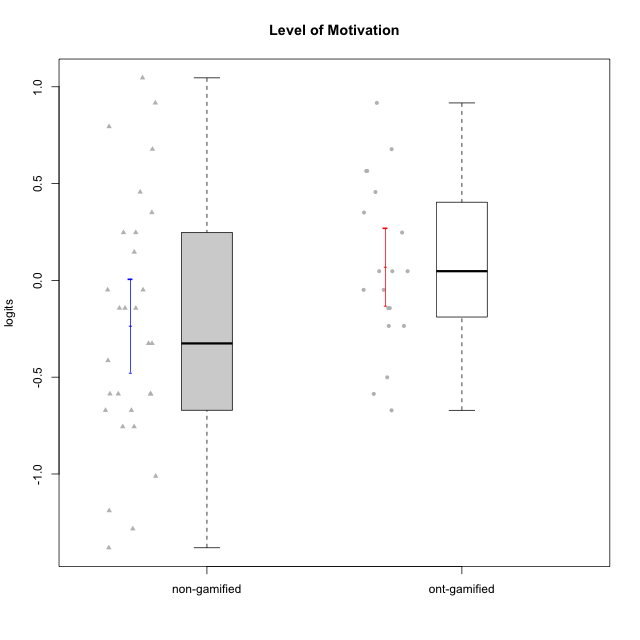 Level of Motivation
logits
1.0
0.5
0.0
-0.5
-1.0
non-gamified
ont-gamified